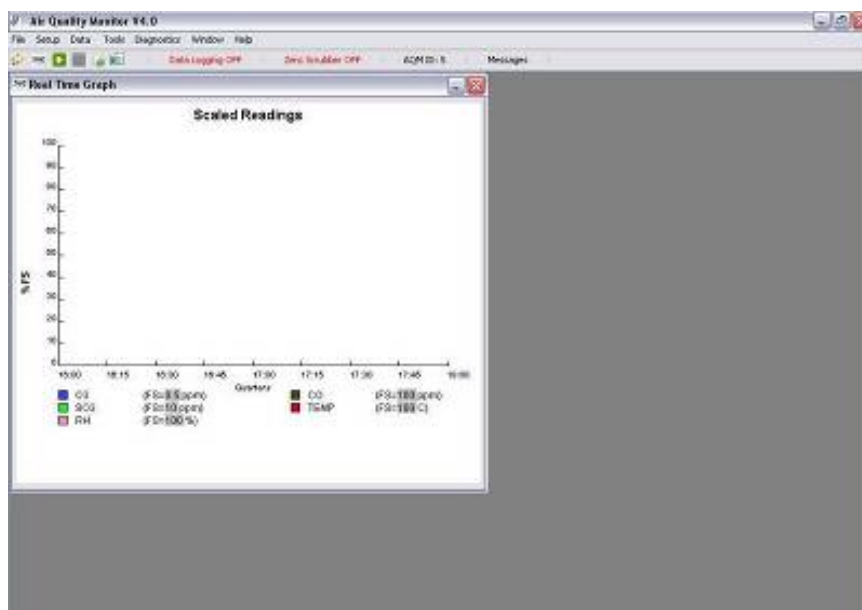 Air Quality Monitor V4.0
File Setup Data Tools Diagnostics Window Help
Data Logging OFF Zero Scrubber OFF AQM ID: 5 Messages
Real Time Graph
Scaled Readings
100
90
80
70
60
50
40
30
20
10
0
%FS
16:00 16:15 16:30 16:45 17:00 17:15 17:30 17:45 18:00
Quarters
O3 (FS=0.5 ppm) CO (FS=100 ppm)
(FS=10 ppm) TEMP (FS=100 C)
RH (FS=100 %)